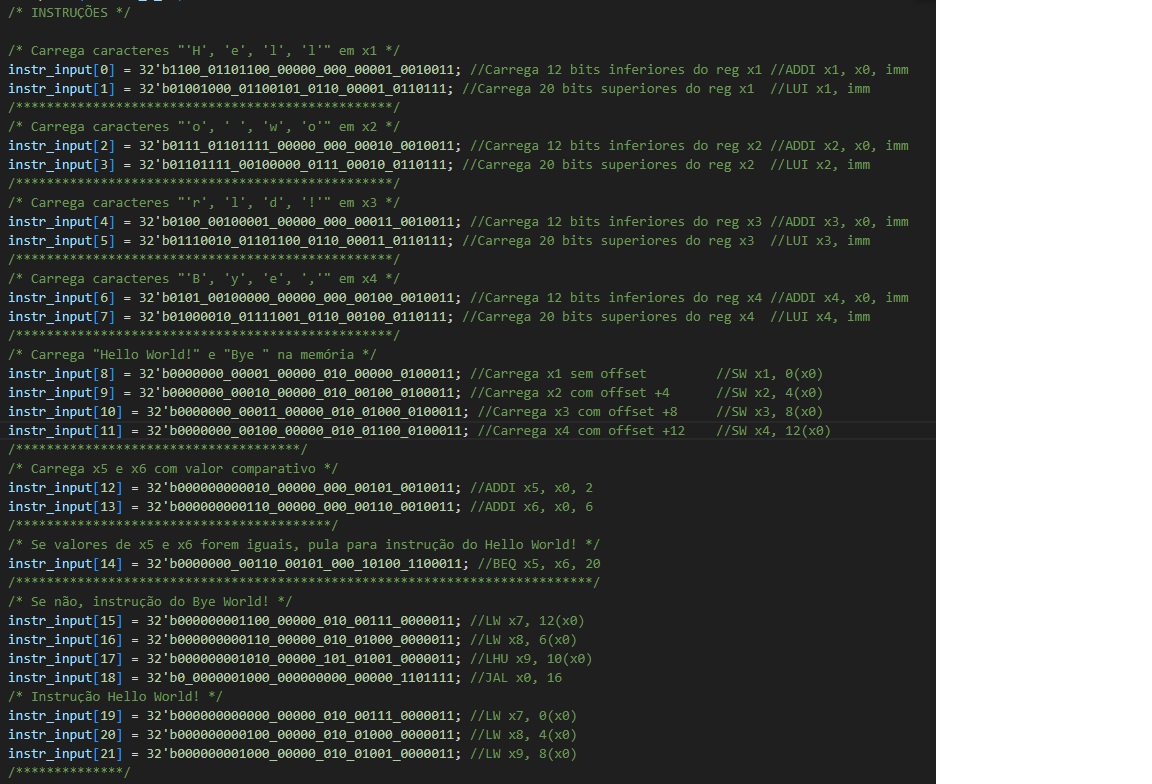 /* INSTRUÇÕES */
/* Carrega caracteres "'H', 'e', 'l', 'l'" em x1 */
instr_input[0] = 32'b1100_01101100_00000_000_00001_0010011; //Carrega 12 bits inferiores do reg x1 //ADDI x1, x0, imm
instr_input[1] = 32'b01001000_01100101_0110_00001_0110111; //Carrega 20 bits superiores do reg x1  //LUI x1, imm
/*************************************************/
/* Carrega caracteres "'o', ' ', 'w', 'o'" em x2 */
instr_input[2] = 32'b0111_01101111_00000_000_00010_0010011; //Carrega 12 bits inferiores do reg x2 //ADDI x2, x0, imm
instr_input[3] = 32'b01101111_00100000_0111_00010_0110111; //Carrega 20 bits superiores do reg x2  //LUI x2, imm
/*************************************************/
/* Carrega caracteres "'r', 'l', 'd', '!'" em x3 */
instr_input[4] = 32'b0100_00100001_00000_000_00011_0010011; //Carrega 12 bits inferiores do reg x3 //ADDI x3, x0, imm
instr_input[5] = 32'b01110010_01101100_0110_00011_0110111; //Carrega 20 bits superiores do reg x3  //LUI x3, imm
/*************************************************/
/* Carrega caracteres "'B', 'y', 'e', ','" em x4 */
instr_input[6] = 32'b0101_00100000_00000_000_00100_0010011; //Carrega 12 bits inferiores do reg x4 //ADDI x4, x0, imm
instr_input[7] = 32'b01000010_01111001_0110_00100_0110111; //Carrega 20 bits superiores do reg x4  //LUI x4, imm
/*************************************************/
/* Carrega "Hello World!" e "Bye " na memória */
instr_input[8] = 32'b0000000_00001_00000_010_00000_0100011; //Carrega x1 sem offset         //SW x1, 0(x0)
instr_input[9] = 32'b0000000_00010_00000_010_00100_0100011; //Carrega x2 com offset +4      //SW x2, 4(x0)
instr_input[10] = 32'b0000000_00011_00000_010_01000_0100011; //Carrega x3 com offset +8     //SW x3, 8(x0)
instr_input[11] = 32'b0000000_00100_00000_010_01100_0100011; //Carrega x4 com offset +12    //SW x4, 12(x0)
/*************************************/
/* Carrega x5 e x6 com valor comparativo */
instr_input[12] = 32'b000000000010_00000_000_00101_0010011; //ADDI x5, x0, 2
instr_input[13] = 32'b000000000110_00000_000_00110_0010011; //ADDI x6, x0, 6
/*****************************************/
/* Se valores de x5 e x6 forem iguais, pula para instrução do Hello World! */
instr_input[14] = 32'b0000000_00110_00101_000_10100_1100011; //BEQ x5, x6, 20
/***************************************************************************/
/* Se não, instrução do Bye World! */
instr_input[15] = 32'b000000001100_00000_010_00111_0000011; //LW x7, 12(x0)
instr_input[16] = 32'b000000000110_00000_010_01000_0000011; //LW x8, 6(x0)
instr_input[17] = 32'b000000001010_00000_101_01001_0000011; //LHU x9, 10(x0)
instr_input[18] = 32'b0_0000001000_000000000_00000_1101111; //JAL x0, 16
/* Instrução Hello World! */
instr_input[19] = 32'b000000000000_00000_010_00111_0000011; //LW x7, 0(x0)
instr_input[20] = 32'b000000000100_00000_010_01000_0000011; //LW x8, 4(x0)
instr_input[21] = 32'b000000001000_00000_010_01001_0000011; //LW x9, 8(x0)
/**************/